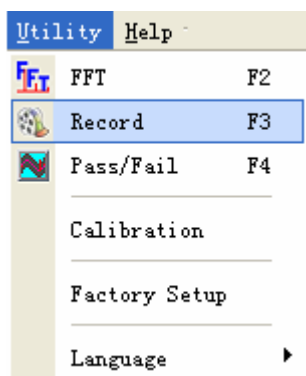 Utility Help
FFT F2
Record F3
Pass/Fail F4
Calibration
Factory Setup
Language